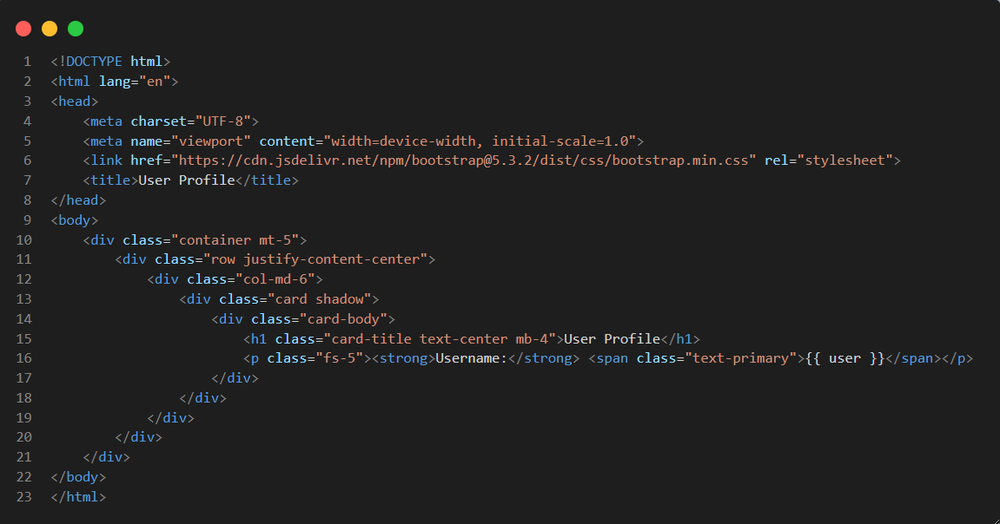 1 <!DOCTYPE html>
2 <html lang="en">
3 <head>
4     <meta charset="UTF-8">
5     <meta name="viewport" content="width=device-width, initial-scale=1.0">
6     <link href="https://cdn.jsdelivr.net/npm/bootstrap@5.3.2/dist/css/bootstrap.min.css" rel="stylesheet">
7     <title>User Profile</title>
8 </head>
9 <body>
10     <div class="container mt-5">
11         <div class="row justify-content-center">
12             <div class="col-md-6">
13                 <div class="card shadow">
14                     <div class="card-body">
15                         <h1 class="card-title text-center mb-4">User Profile</h1>
16                         <p class="fs-5"><strong>Username:</strong> <span class="text-primary">{{ user }}</span></p>
17                     </div>
18                 </div>
19             </div>
20         </div>
21     </div>
22 </body>
23 </html>